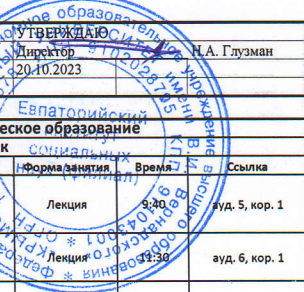 УТВЕРЖДАЮ
Директор Н.А. Глузман
20.10.2023
Евпаторийский
социальных
(филиал)
еское образование
к
Форма занятия Время Ссылка
Лекция 9:40 ауд. 5, кор. 1
Лекция 11:30 ауд. 6, кор. 1